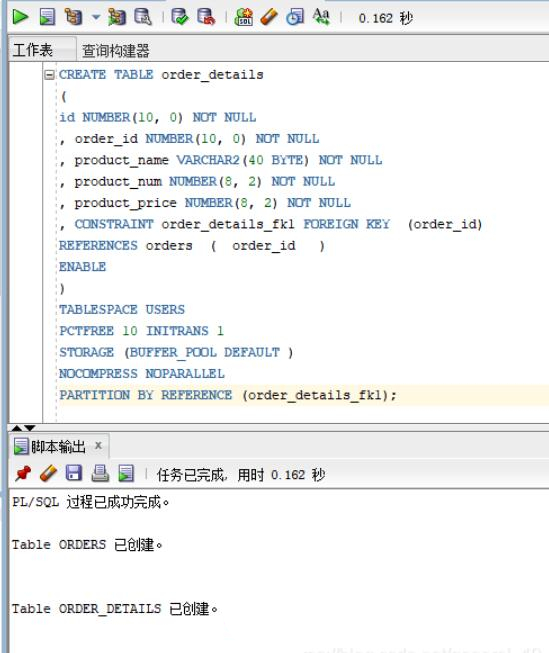 0.162 秒
工作表 查询构建器
CREATE TABLE order_details
(
id NUMBER(10, 0) NOT NULL
, order_id NUMBER(10, 0) NOT NULL
, product_name VARCHAR2(40 BYTE) NOT NULL
, product_num NUMBER(8, 2) NOT NULL
, product_price NUMBER(8, 2) NOT NULL
, CONSTRAINT order_details_fk1 FOREIGN KEY (order_id)
REFERENCES orders ( order_id )
ENABLE
)
TABLESPACE USERS
PCTFREE 10 INITRANS 1
STORAGE (BUFFER_POOL DEFAULT )
NOCOMPRESS NOPARALLEL
PARTITION BY REFERENCE (order_details_fk1);
脚本输出 x
任务已完成, 用时 0.162 秒
PL/SQL 过程已成功完成。
Table ORDERS 已创建。
Table ORDER_DETAILS 已创建。